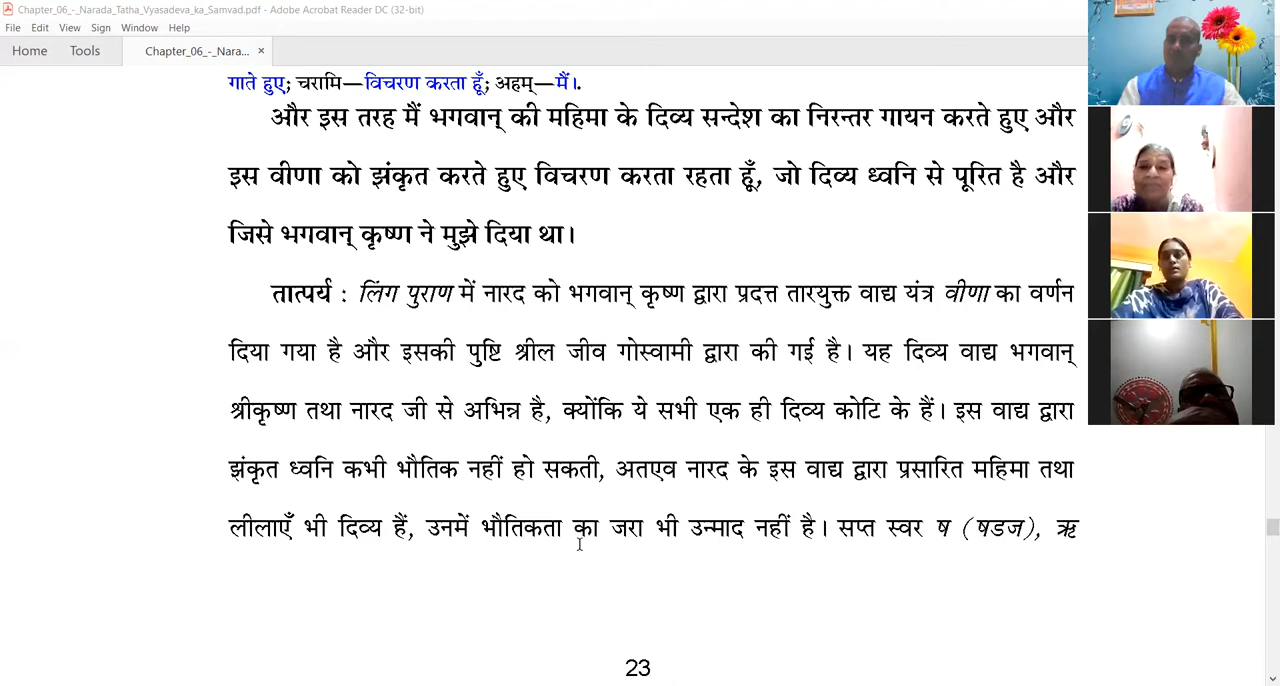 Chapter_06_-_Narada_Tatha_Vyasadeva_ka_Samvad.pdf - Adobe Acrobat Reader DC (32-bit)
File Edit View Sign Window Help
Home Tools Chapter_06_-_Nara... ×
गाते हुए; चरामि—विचरण करता हूँ; अहम्—मैं।.
और इस तरह मैं भगवान् की महिमा के दिव्य सन्देश का निरन्तर गायन करते हुए और
इस वीणा को झंकृत करते हुए विचरण करता रहता हूँ, जो दिव्य ध्वनि से पूरित है और
जिसे भगवान् कृष्ण ने मुझे दिया था।
तात्पर्य : लिंग पुराण में नारद को भगवान् कृष्ण द्वारा प्रदत्त तारयुक्त वाद्य यंत्र वीणा का वर्णन
दिया गया है और इसकी पुष्टि श्रील जीव गोस्वामी द्वारा की गई है। यह दिव्य वाद्य भगवान्
श्रीकृष्ण तथा नारद जी से अभिन्न है, क्योंकि ये सभी एक ही दिव्य कोटि के हैं। इस वाद्य द्वारा
झंकृत ध्वनि कभी भौतिक नहीं हो सकती, अतएव नारद के इस वाद्य द्वारा प्रसारित महिमा तथा
लीलाएँ भी दिव्य हैं, उनमें भौतिकता का जरा भी उन्माद नहीं है। सप्त स्वर ष (षडज), ऋ
23